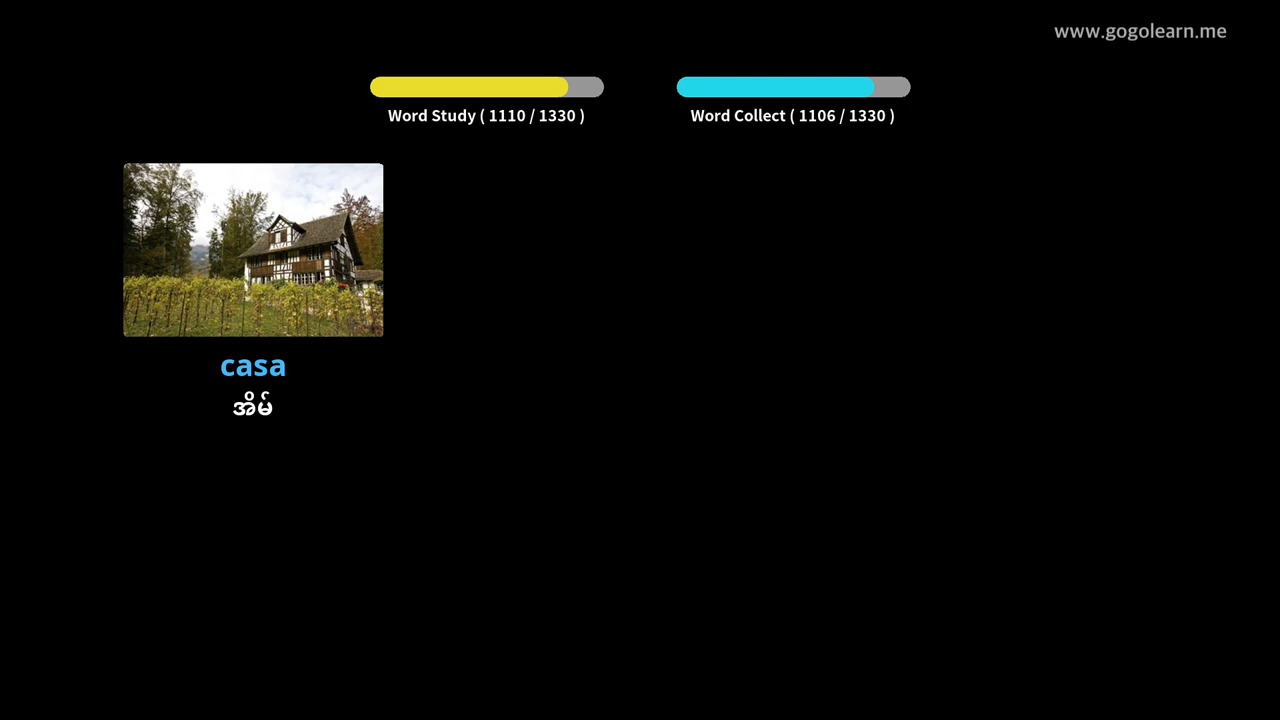 www.gogolearn.me
Word Study ( 1110 / 1330 )
Word Collect ( 1106 / 1330 )
casa
အိမ်